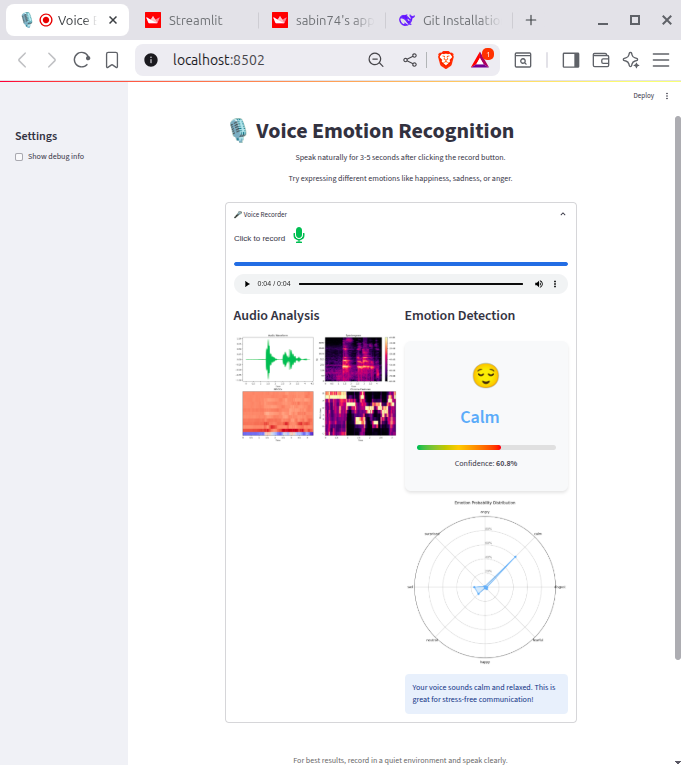 Voice
Streamlit
sabin74's app
Git Installatio
localhost:8502
1
Deploy
Settings
Show debug info
Voice Emotion Recognition
Speak naturally for 3-5 seconds after clicking the record button.
Try expressing different emotions like happiness, sadness, or anger.
Voice Recorder
Click to record
0:04 / 0:04
Audio Analysis
Emotion Detection
Calm
Confidence: 60.8%
Emotion Probability Distribution
angry
calm
disgust
fearful
happy
neutral
sad
surprised
Your voice sounds calm and relaxed. This is
great for stress-free communication!
For best results, record in a quiet environment and speak clearly.